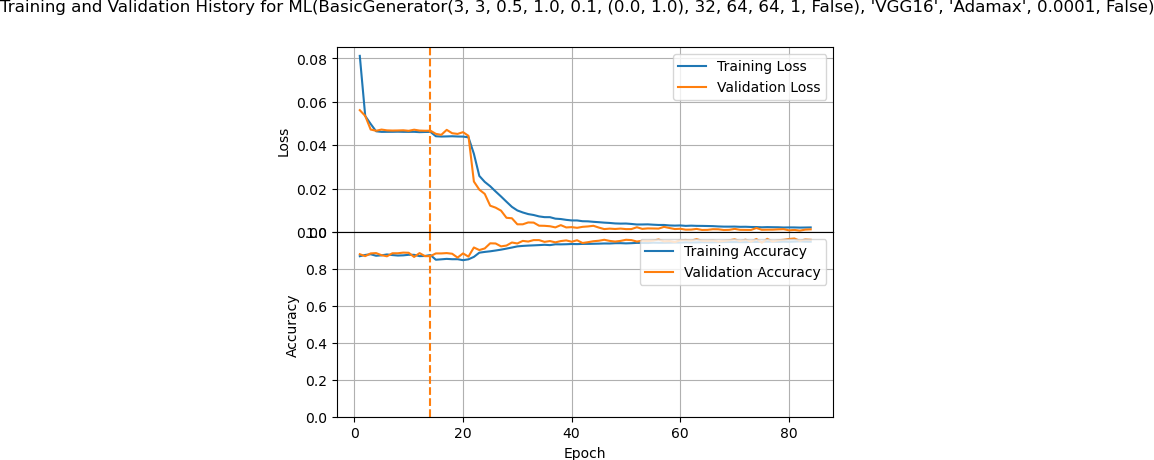 Training and Validation History for ML(BasicGenerator(3, 3, 0.5, 1.0, 0.1, (0.0, 1.0), 32, 64, 64, 1, False), 'VGG16', 'Adamax', 0.0001, False)
0.08
0.06
0.04
0.02
Loss
Training Loss
Validation Loss
1.0
0.8
0.6
0.4
0.2
0.0
Accuracy
Training Accuracy
Validation Accuracy
0 20 40 60 80
Epoch